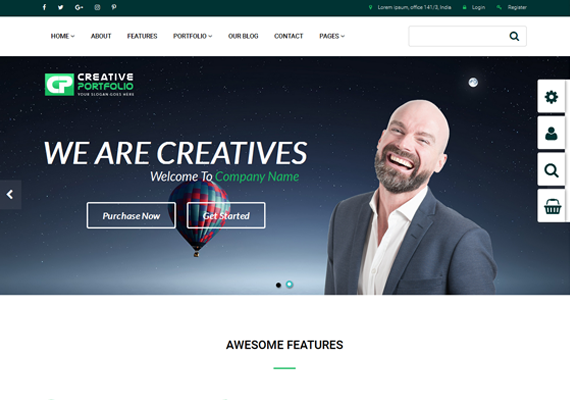 Lorem ipsum, office 141/3, India Login Register
HOME ABOUT FEATURES PORTFOLIO OUR BLOG CONTACT PAGES
CREATIVE
PORTFOLIO
YOUR SLOGAN GOES HERE
WE ARE CREATIVES
Welcome To Company Name
Purchase Now Get Started
AWESOME FEATURES